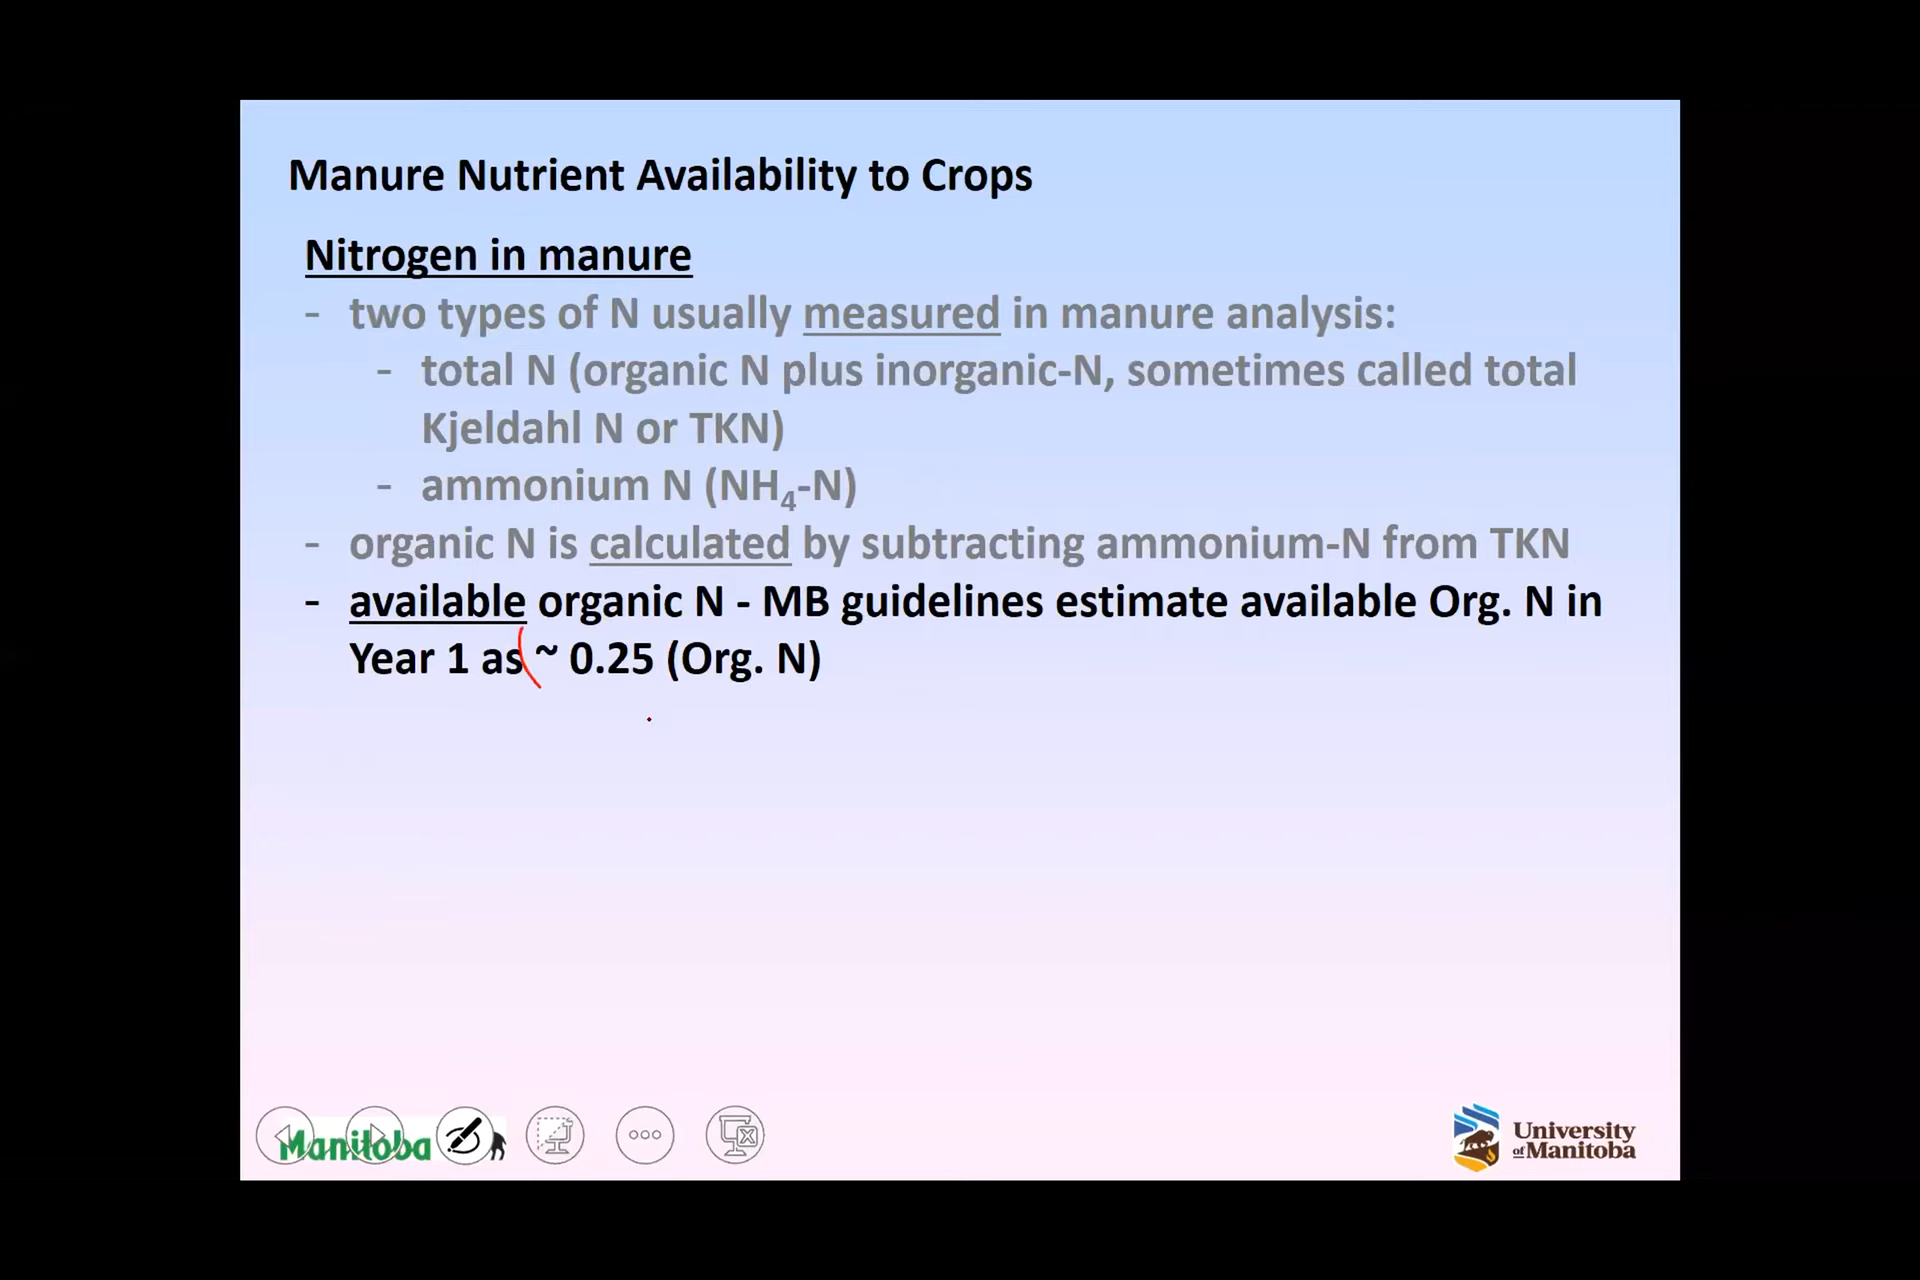 Manure Nutrient Availability to Crops
Nitrogen in manure
- two types of N usually measured in manure analysis:
- total N (organic N plus inorganic-N, sometimes called total
Kjeldahl N or TKN)
- ammonium N (NH₄-N)
- organic N is calculated by subtracting ammonium-N from TKN
- available organic N - MB guidelines estimate available Org. N in
Year 1 as ~ 0.25 (Org. N)
Manitoba
University
of Manitoba